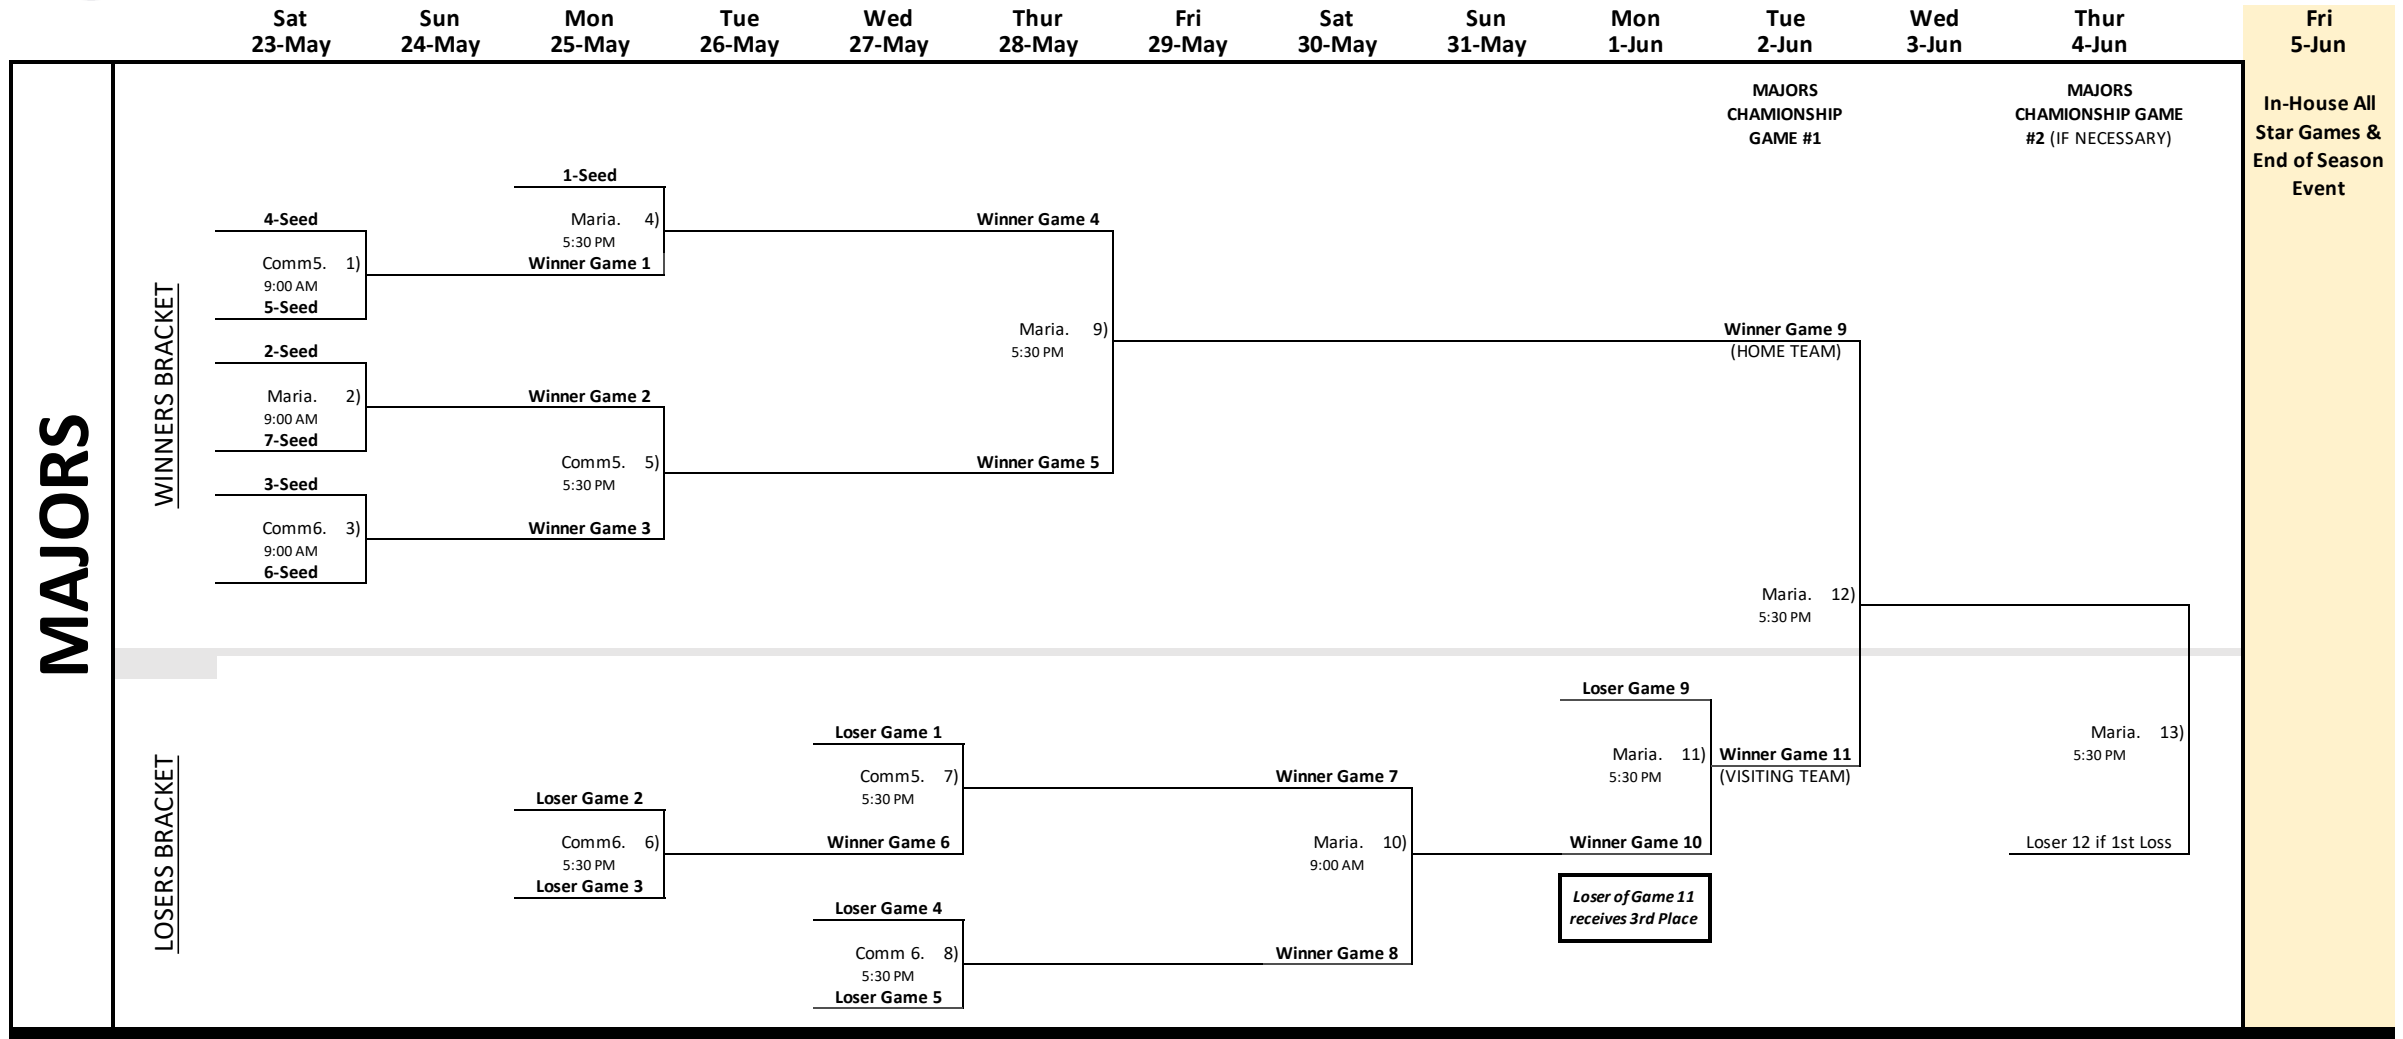 Sat Sun Mon Tue Wed Thur Fri Sat Sun Mon Tue Wed Thur Fri
23-May 24-May 25-May 26-May 27-May 28-May 29-May 30-May 31-May 1-Jun 2-Jun 3-Jun 4-Jun 5-Jun
MAJORS
CHAMIONSHIP
GAME #1
MAJORS
CHAMIONSHIP GAME
#2 (IF NECESSARY)
In-House All
Star Games &
End of Season
Event
MAJORS
WINNERS BRACKET
4-Seed
Comm5. 1)
9:00 AM
5-Seed
2-Seed
Maria. 2)
9:00 AM
7-Seed
3-Seed
Comm6. 3)
9:00 AM
6-Seed
1-Seed
Maria. 4)
5:30 PM
Winner Game 1
Winner Game 2
Comm5. 5)
5:30 PM
Winner Game 3
Winner Game 4
Maria. 9)
5:30 PM
Winner Game 5
Winner Game 9
(HOME TEAM)
Maria. 12)
5:30 PM
LOSERS BRACKET
Loser Game 2
Comm6. 6)
5:30 PM
Loser Game 3
Loser Game 1
Comm5. 7)
5:30 PM
Winner Game 6
Loser Game 4
Comm 6. 8)
5:30 PM
Loser Game 5
Winner Game 7
Maria. 10)
9:00 AM
Winner Game 8
Loser Game 9
Maria. 11)
5:30 PM
Winner Game 10
Loser of Game 11
receives 3rd Place
Winner Game 11
(VISITING TEAM)
Maria. 13)
5:30 PM
Loser 12 if 1st Loss